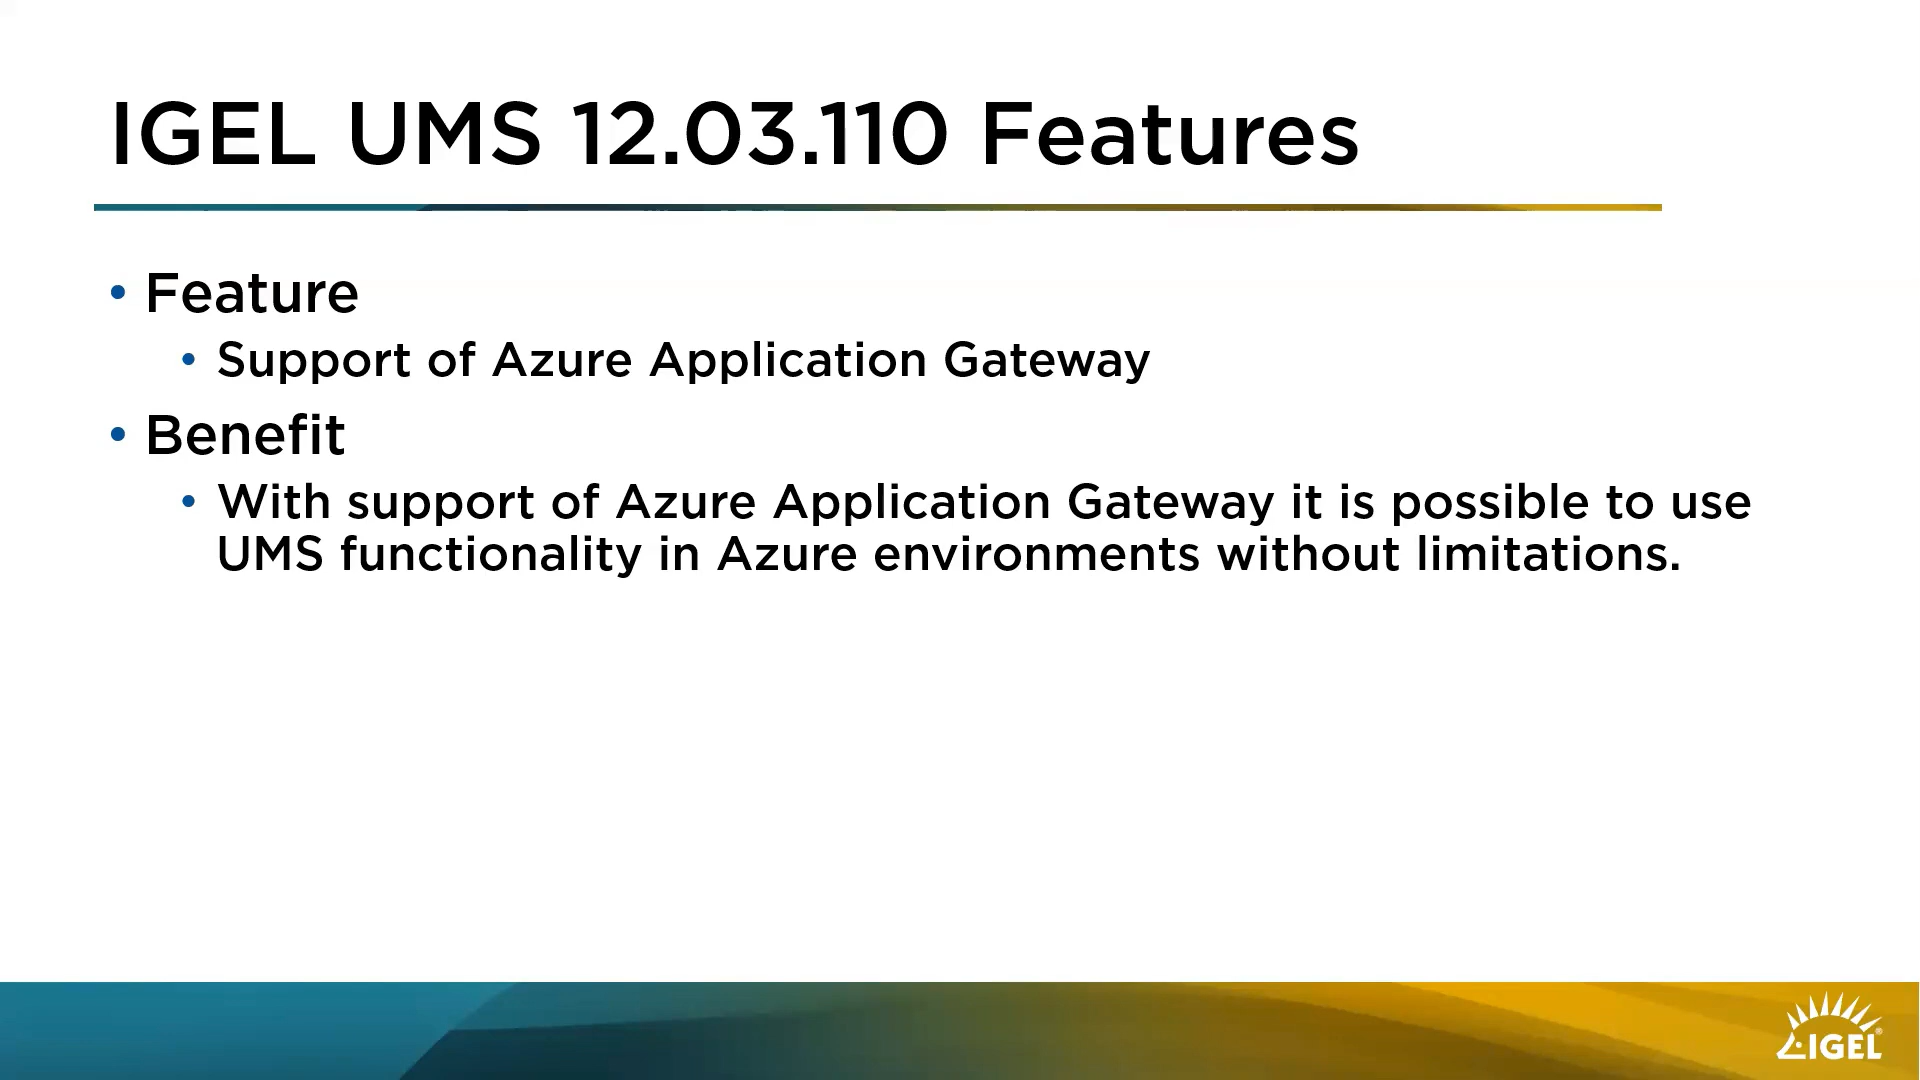 IGEL UMS 12.03.110 Features
• Feature
• Support of Azure Application Gateway
• Benefit
• With support of Azure Application Gateway it is possible to use
UMS functionality in Azure environments without limitations.
IGEL®